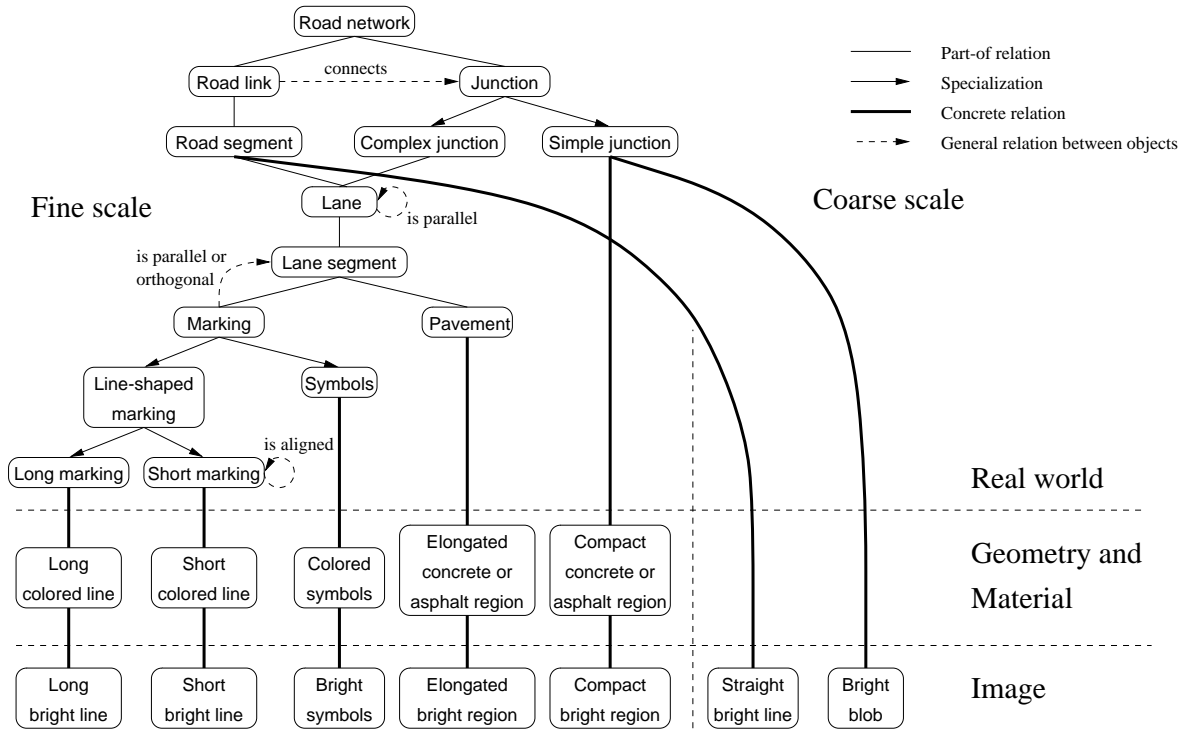 Road network
Part-of relation
connects
Road link
Junction
Specialization
Concrete relation
Road segment
Complex junction
Simple junction
General relation between objects
Fine scale
Lane
is parallel
Coarse scale
is parallel or
orthogonal
Lane segment
Marking
Pavement
Line-shaped
marking
Symbols
is aligned
Long marking
Short marking
Real world
Long
colored line
Short
colored line
Colored
symbols
Elongated
concrete or
asphalt region
Compact
concrete or
asphalt region
Geometry and
Material
Long
bright line
Short
bright line
Bright
symbols
Elongated
bright region
Compact
bright region
Straight
bright line
Bright
blob
Image